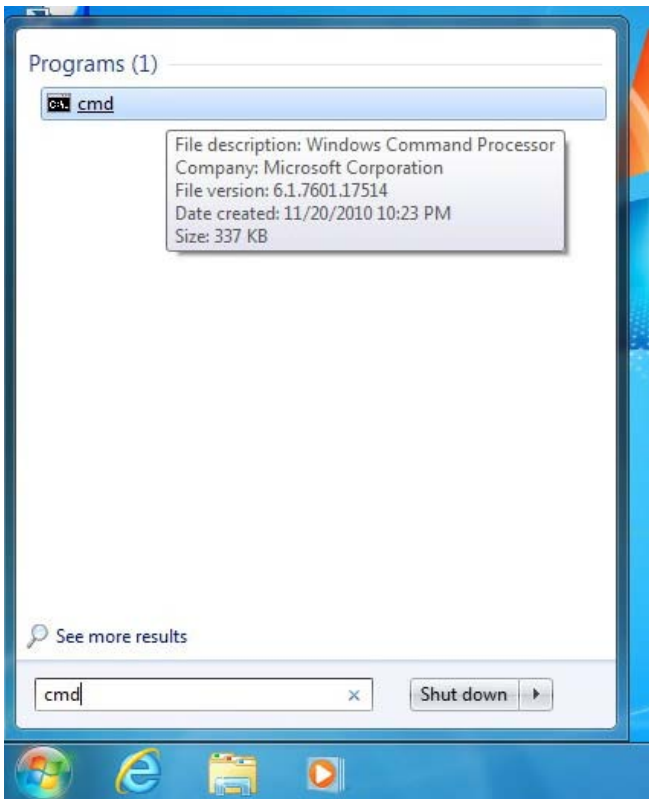 Programs (1)
C:\.
cmd
File description: Windows Command Processor
Company: Microsoft Corporation
File version: 6.1.7601.17514
Date created: 11/20/2010 10:23 PM
Size: 337 KB
See more results
cmd
Shut down